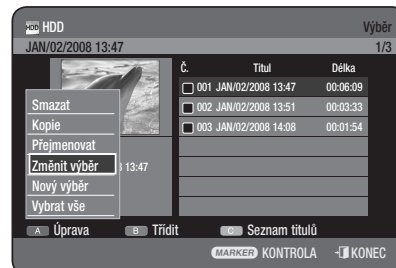 HDD HDD Výběr
JAN/02/2008 13:47 1/3
Č. Titul Délka
001 JAN/02/2008 13:47 00:06:09
002 JAN/02/2008 13:51 00:03:33
003 JAN/02/2008 14:08 00:01:54
Smazat
Kopie
Přejmenovat
Změnit výběr 13:47
Nový výběr
Vybrat vše
A Úprava B Třídit C Seznam titulů
MARKER KONTROLA KONEC